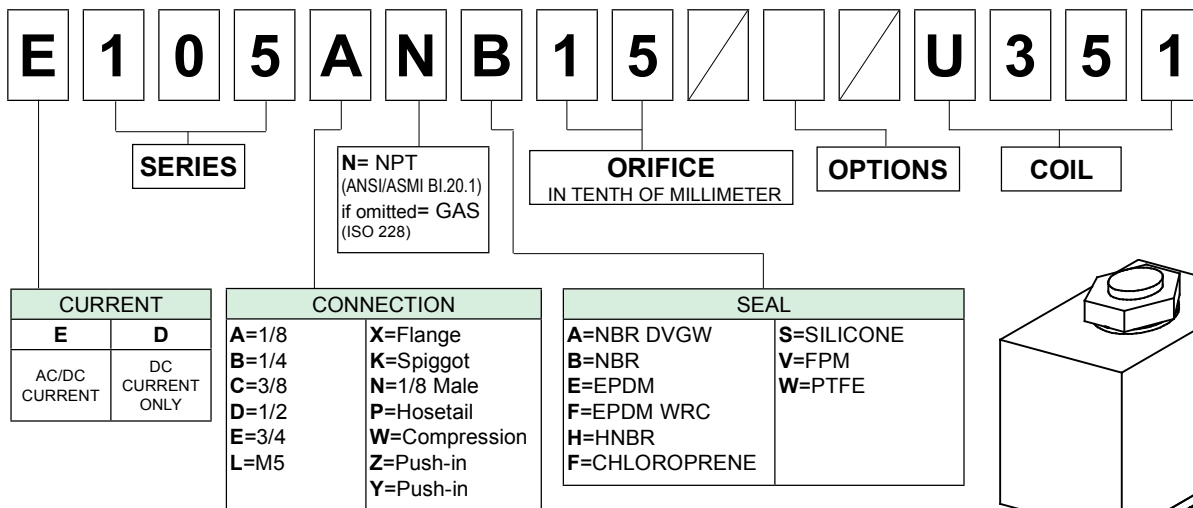 E 1 0 5 A N B 1 5 / / U 3 5 1
SERIES
N= NPT
(ANSI/ASMI BI.20.1)
if omitted= GAS
(ISO 228)
ORIFICE
IN TENTH OF MILLIMETER
OPTIONS
COIL
CURRENT
E D
AC/DC
CURRENT
DC
CURRENT
ONLY
CONNECTION
A=1/8
B=1/4
C=3/8
D=1/2
E=3/4
L=M5
X=Flange
K=Spiggot
N=1/8 Male
P=Hosetail
W=Compression
Z=Push-in
Y=Push-in
SEAL
A=NBR DVGW
B=NBR
E=EPDM
F=EPDM WRC
H=HNBR
F=CHLOROPRENE
S=SILICONE
V=FPM
W=PTFE